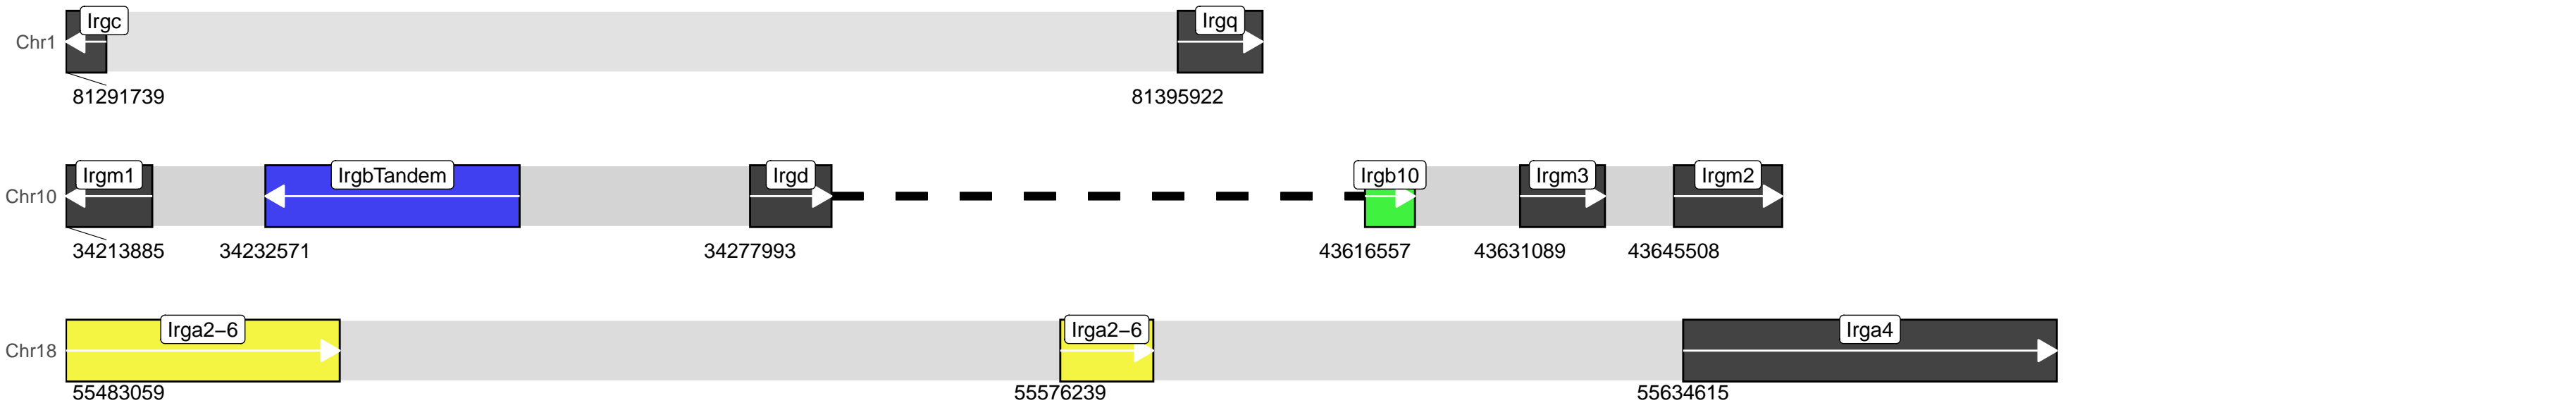 Irgc Irgq
Chr1
81291739 81395922
Irgm1 IrgbTandem Irgd Irgb10 Irgm3 Irgm2
Chr10
34213885 34232571 34277993 43616557 43631089 43645508
Irga2−6 Irga2−6 Irga4
Chr18
55483059 55576239 55634615